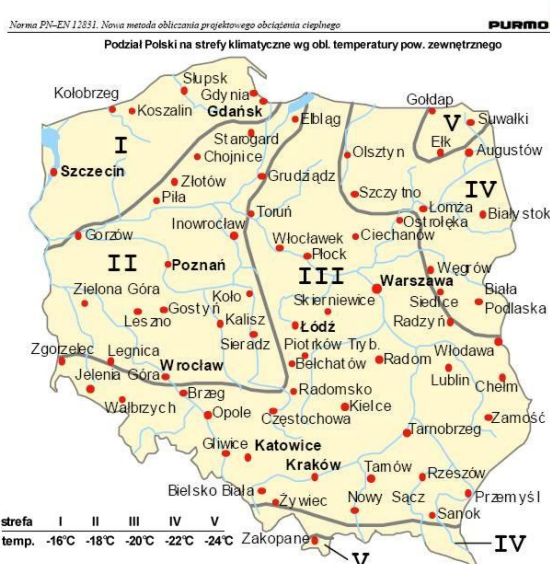 Norma PN–EN 12831. Nowa metoda obliczania projektowego obciążenia cieplnego PURMO
Podział Polski na strefy klimatyczne wg obl. temperatury pow. zewnętrznego
Słupsk
Kołobrzeg
Gdynia
Koszalin
Gdańsk
Elbląg
Gołdap
V
Suwałki
I
Starogard
Ełk
Chojnice
Olsztyn
Augustów
Szczecin
Złotów
Grudziądz
IV
Piła
Szczytno
Łomża
Toruń
Białystok
Inowrocław
Ostrołęka
Gorzów
Włocławek
Ciechanów
II
Poznań
Płock
III
Węgrów
Warszawa
Zielona Góra
Koło
Skierniewice
Siedlce
Biała
Podlaska
Leszno
Gostyń
Kalisz
Łódź
Radzyń
Sieradz
Piotrków Tryb.
Zgorzelec
Legnica
Wrocław
Bełchatów
Radom
Włodawa
Jelenia Góra
Lublin
Chełm
Brzeg
Radomsko
Wałbrzych
Opole
Częstochowa
Kielce
Zamość
Tarnobrzeg
Gliwice
Katowice
Kraków
Tarnów
Rzeszów
Bielsko Biała
Żywiec
Nowy Sącz
Przemyśl
Sanok
strefa I II III IV V
temp. -16°C -18°C -20°C -22°C -24°C
Zakopane
V
IV